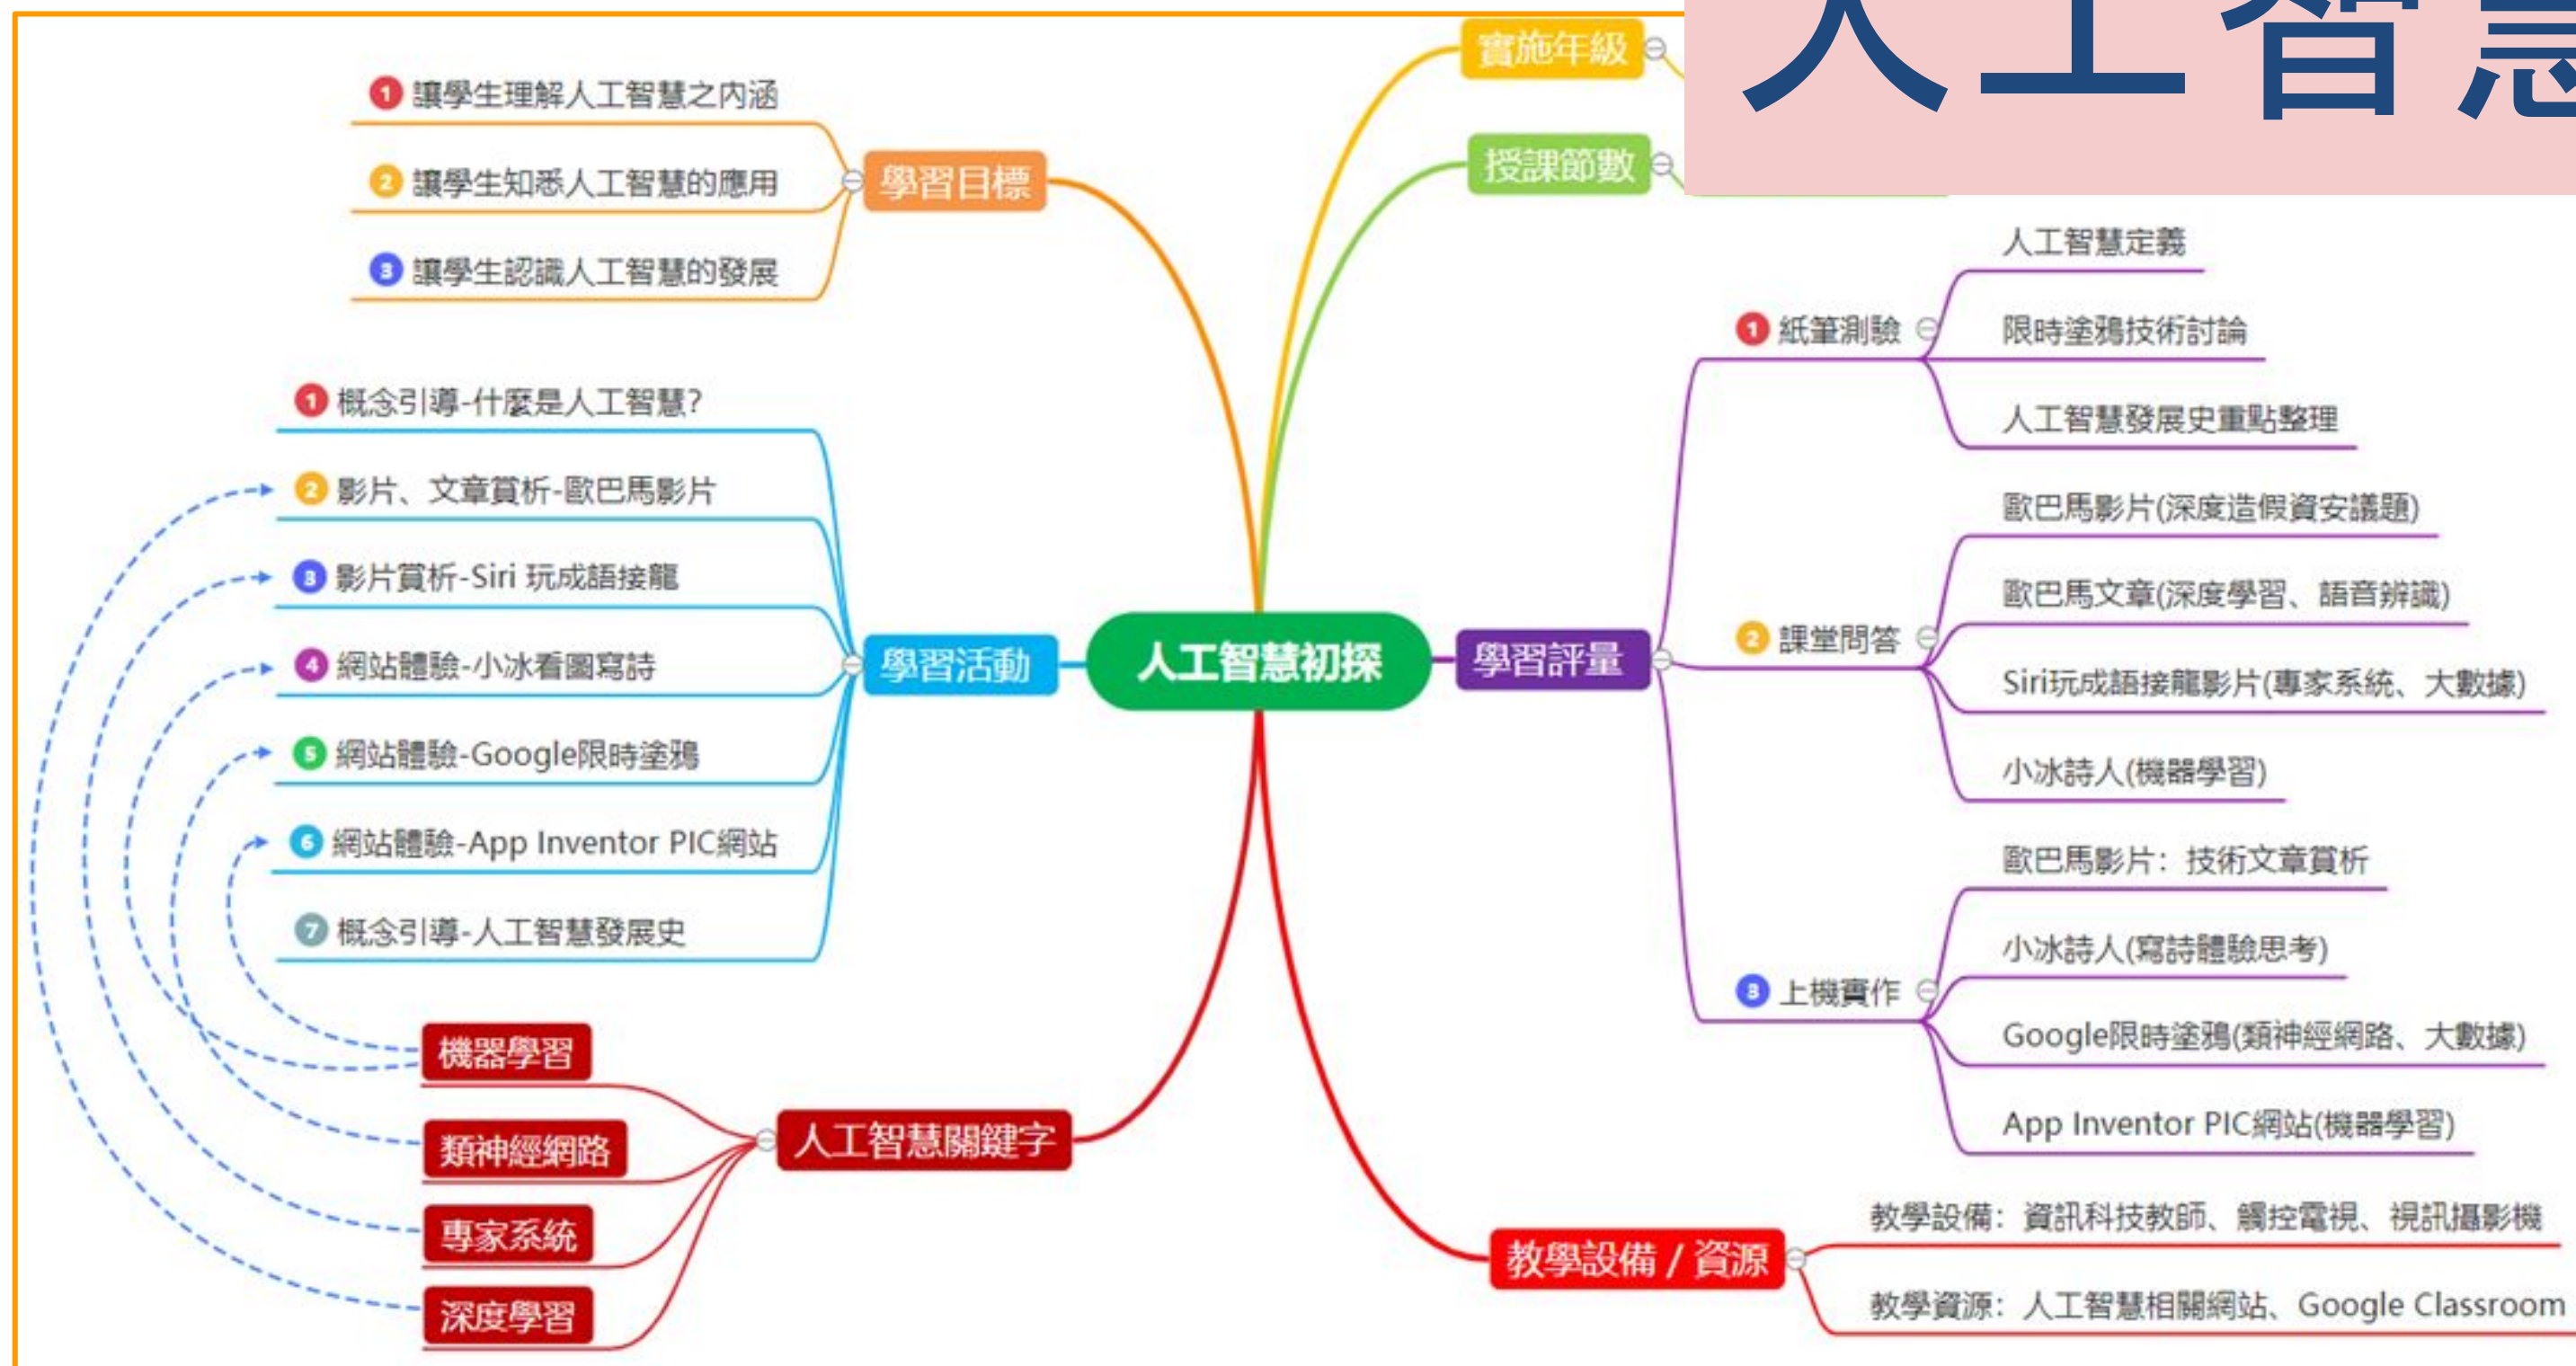 人工智慧
實施年級
授課節數
學習目標
1 讓學生理解人工智慧之內涵
2 讓學生知悉人工智慧的應用
3 讓學生認識人工智慧的發展
1 概念引導-什麼是人工智慧?
2 影片、文章賞析-歐巴馬影片
3 影片賞析-Siri 玩成語接龍
4 網站體驗-小冰看圖寫詩
5 網站體驗-Google限時塗鴉
6 網站體驗-App Inventor PIC網站
7 概念引導-人工智慧發展史
學習活動
人工智慧初探
學習評量
1 紙筆測驗
人工智慧定義
限時塗鴉技術討論
人工智慧發展史重點整理
2 課堂問答
歐巴馬影片(深度造假資安議題)
歐巴馬文章(深度學習、語音辨識)
Siri玩成語接龍影片(專家系統、大數據)
小冰詩人(機器學習)
3 上機實作
歐巴馬影片：技術文章賞析
小冰詩人(寫詩體驗思考)
Google限時塗鴉(類神經網路、大數據)
App Inventor PIC網站(機器學習)
機器學習
類神經網路
專家系統
深度學習
人工智慧關鍵字
教學設備 / 資源
教學設備：資訊科技教師、觸控電視、視訊攝影機
教學資源：人工智慧相關網站、Google Classroom